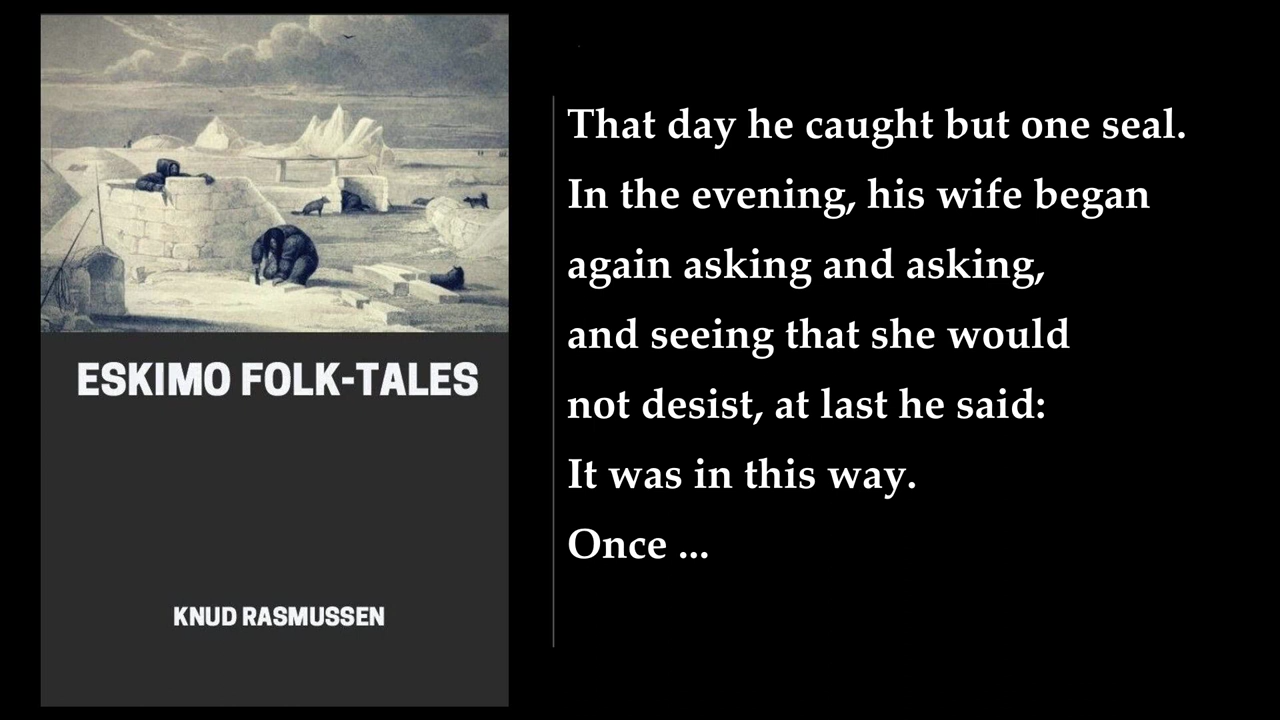 ESKIMO FOLK-TALES
KNUD RASMUSSEN
That day he caught but one seal.
In the evening, his wife began
again asking and asking,
and seeing that she would
not desist, at last he said:
It was in this way.
Once ...